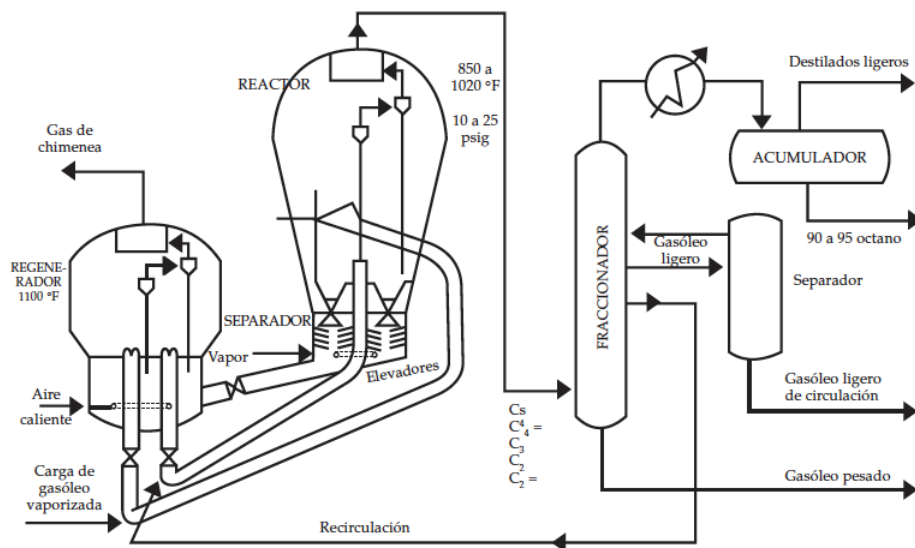 REACTOR
850 a
1020 °F
10 a 25
psig
Destilados ligeros
ACUMULADOR
90 a 95 octano
Gas de
chimenea
REGENE-
RADOR
1100 °F
SEPARADOR
Vapor
Elevadores
Aire
caliente
Carga de
gasóleo
vaporizada
Recirculación
Cs
C4
C4 =
C3
C2
C2 =
FRACCIONADOR
Gasóleo
ligero
Separador
Gasóleo ligero
de circulación
Gasóleo pesado